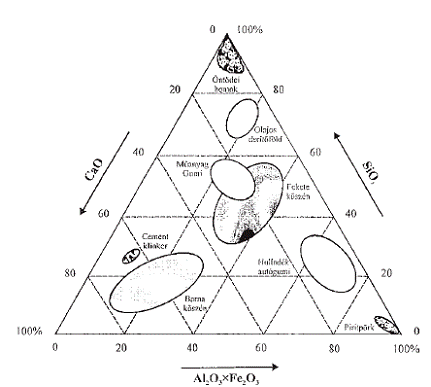 0 100%
Öntödei
homok
20 80
Olajos
derítőföld
40 60
Műanyag
Gumi
Fekete
kőszén
CaO
SiO₂
60 40
Cement
klinker
Hulladék
autógumi
80 20
Barna
kőszén
Piritpörk
100% 0
0 20 40 60 80 100%
Al₂O₃×Fe₂O₃